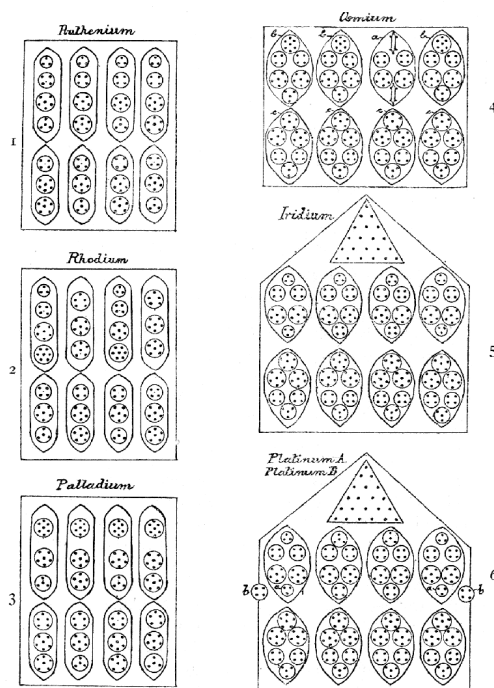 Ruthenium
1
Rhodium
2
Palladium
3
Osmium
b b a b
c c c c
4
Iridium
5
Platinum A
Platinum B
b a a b
6